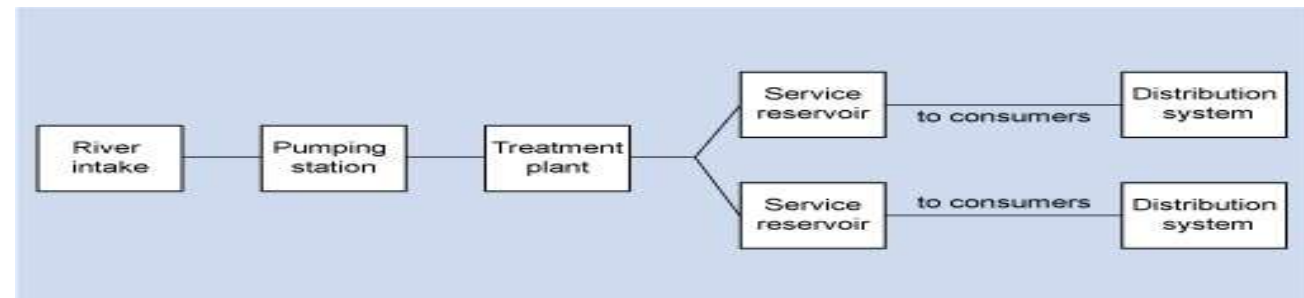 River
intake
Pumping
station
Treatment
plant
Service
reservoir
to consumers
Distribution
system
Service
reservoir
to consumers
Distribution
system